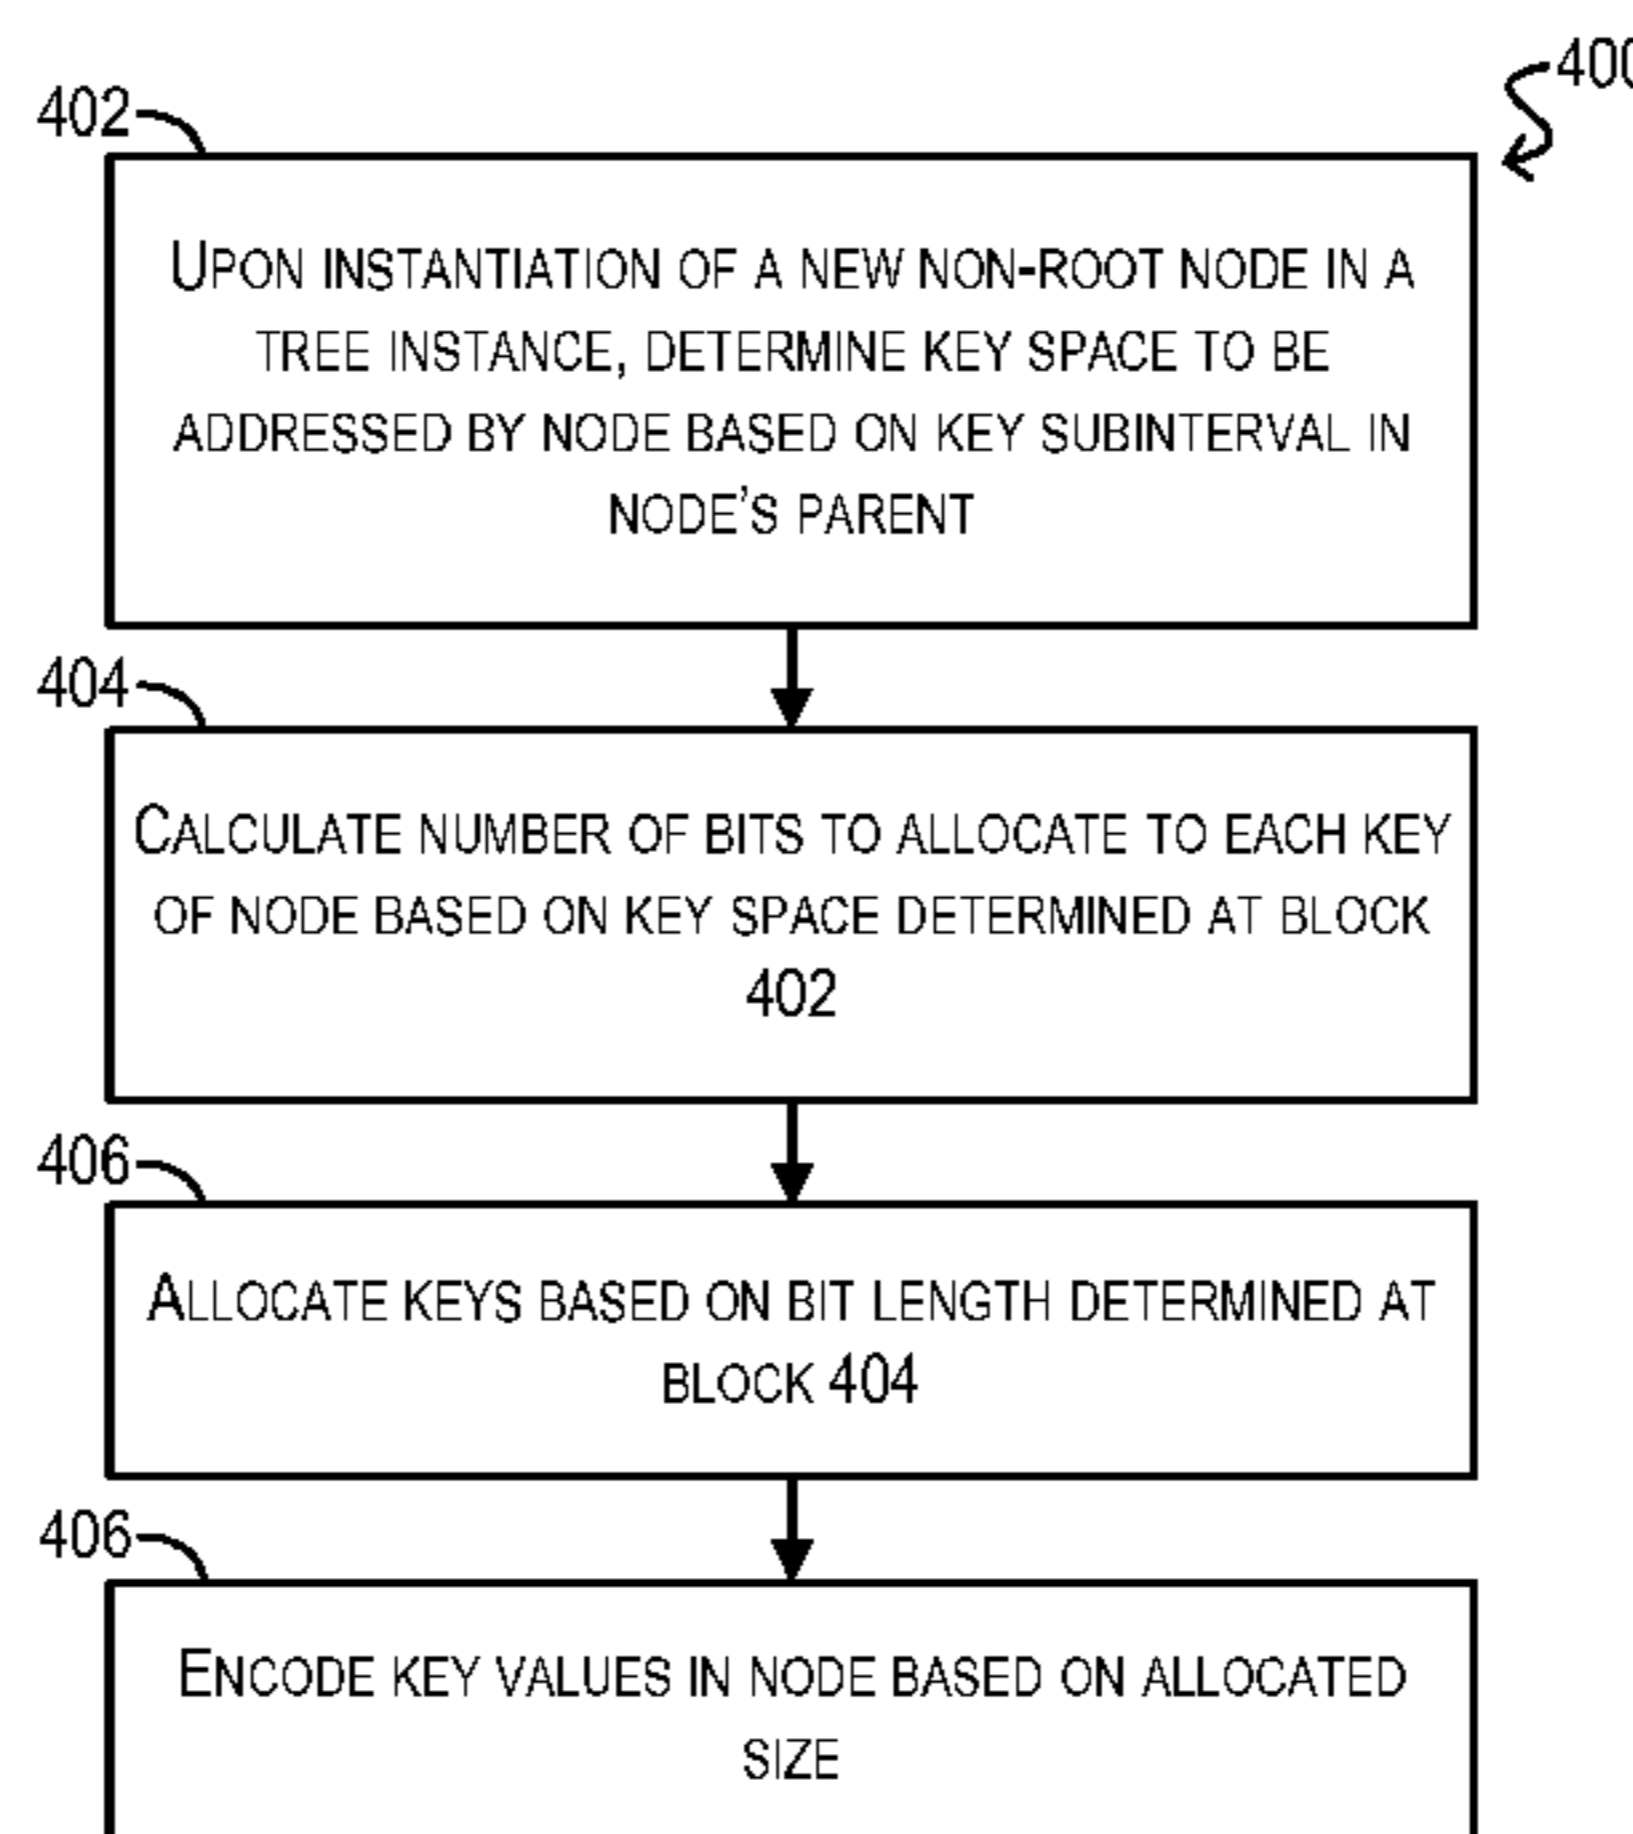 400
402
UPON INSTANTIATION OF A NEW NON-ROOT NODE IN A
TREE INSTANCE, DETERMINE KEY SPACE TO BE
ADDRESSED BY NODE BASED ON KEY SUBINTERVAL IN
NODE'S PARENT
404
CALCULATE NUMBER OF BITS TO ALLOCATE TO EACH KEY
OF NODE BASED ON KEY SPACE DETERMINED AT BLOCK
402
406
ALLOCATE KEYS BASED ON BIT LENGTH DETERMINED AT
BLOCK 404
406
ENCODE KEY VALUES IN NODE BASED ON ALLOCATED
SIZE